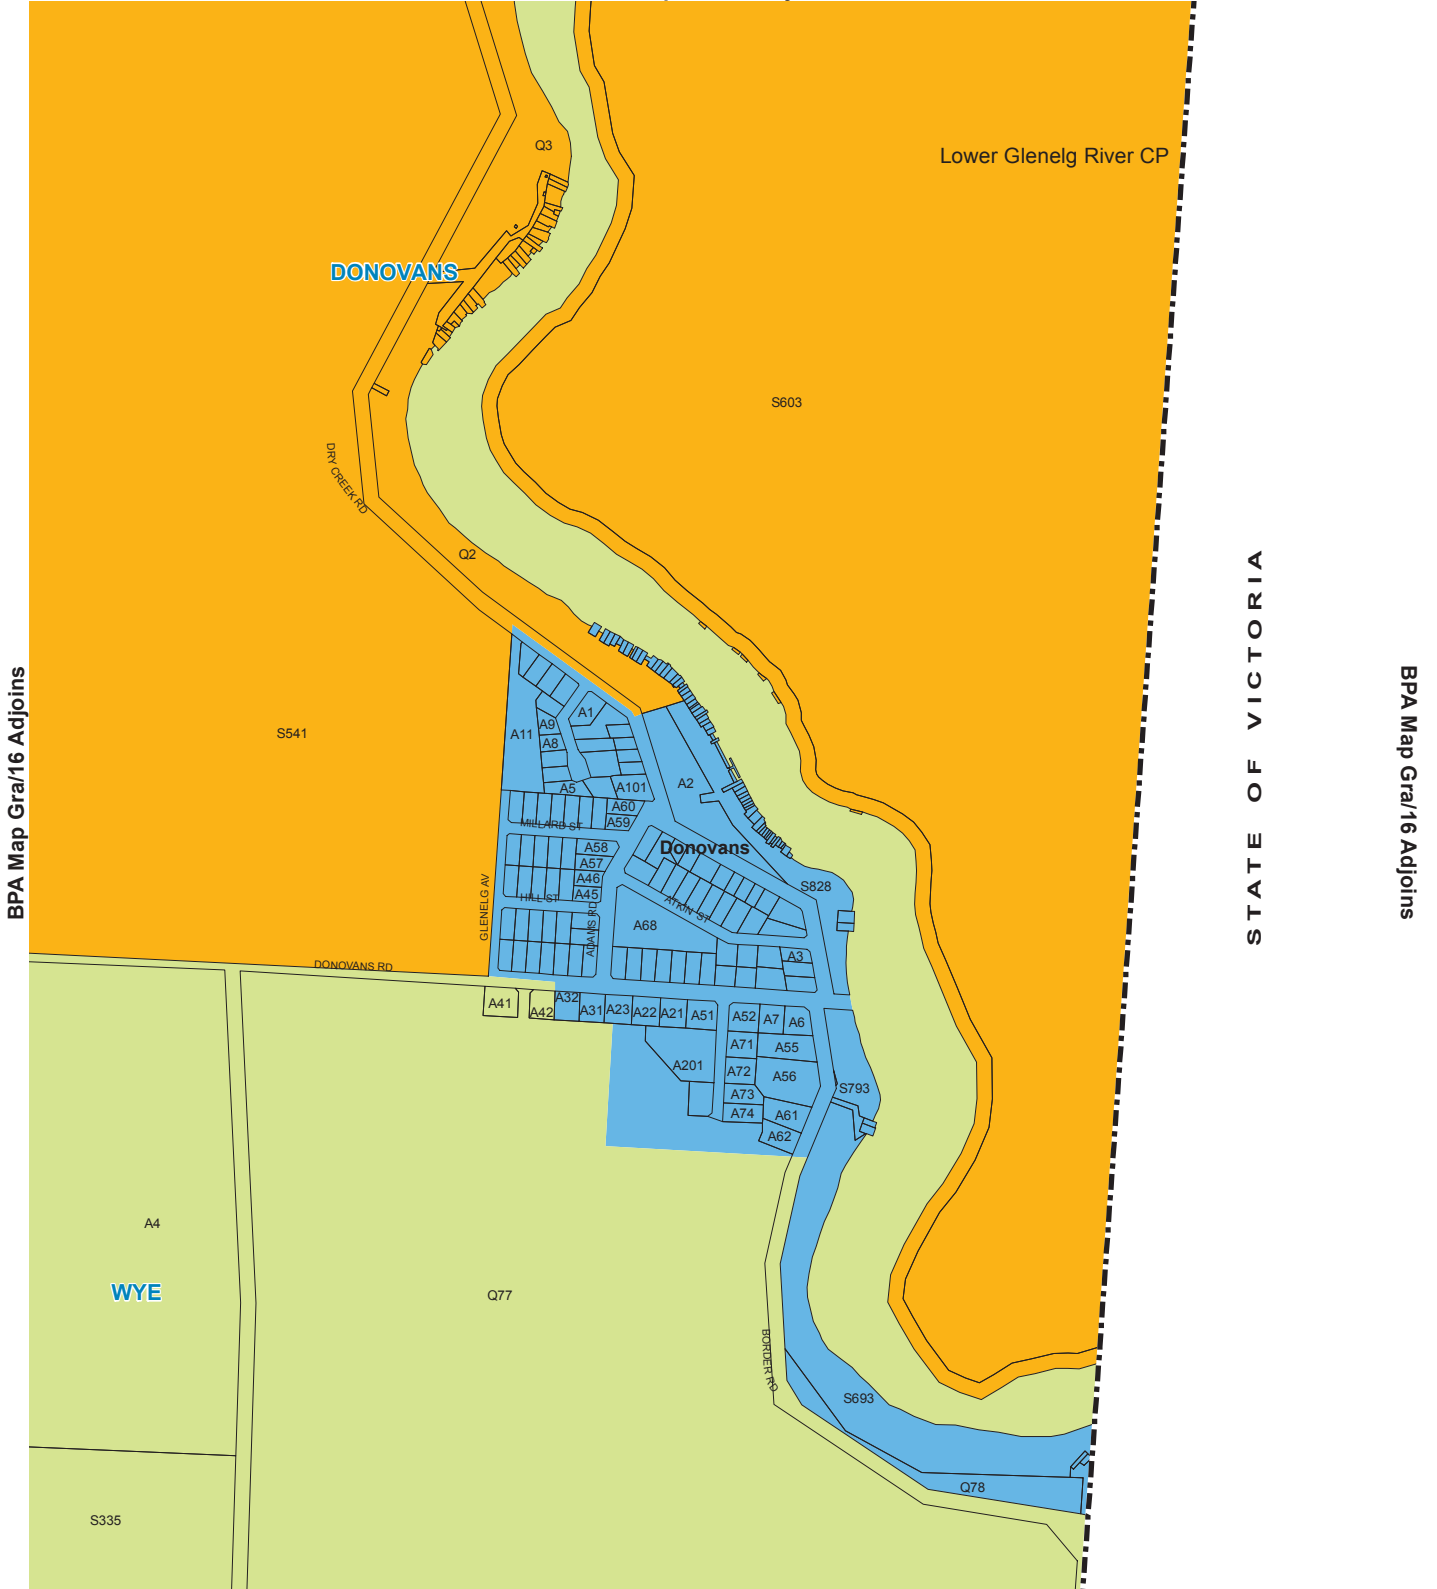 Q3
Lower Glenelg River CP
DONOVANS
S603
DRY CREEK RD
Q2
STATE OF VICTORIA
BPA Map Gra/16 Adjoins
BPA Map Gra/16 Adjoins
S541
A1
A9
A11
A8
A5
A101
A2
A60
MILLARD ST
A59
Donovans
A58
A57
A46
A45
S828
GLENELG AV
HILL ST
ADAMS RD
ATKIN ST
A68
A3
DONOVANS RD
A41
A42
A32
A31
A23
A22
A21
A51
A52
A7
A6
A71
A55
A201
A72
A56
S793
A73
A74
A61
A62
A4
WYE
Q77
BORDER RD
S693
Q78
S335